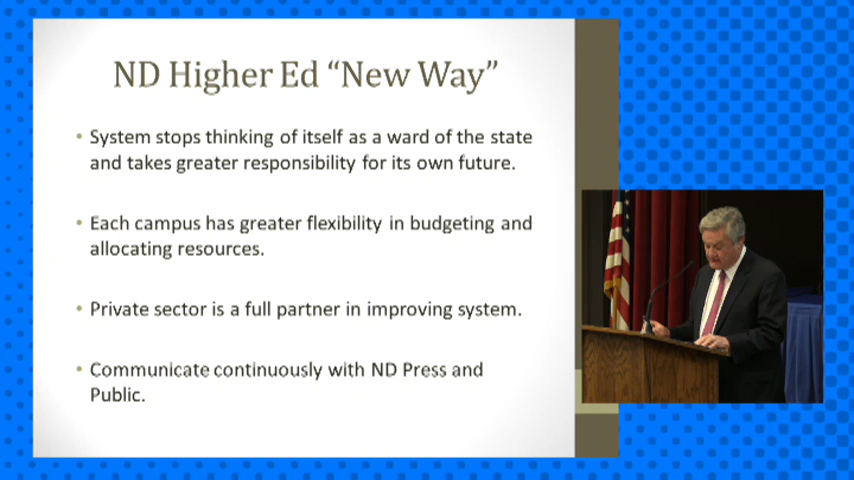 ND Higher Ed “New Way”
• System stops thinking of itself as a ward of the state
and takes greater responsibility for its own future.
• Each campus has greater flexibility in budgeting and
allocating resources.
• Private sector is a full partner in improving system.
• Communicate continuously with ND Press and
Public.